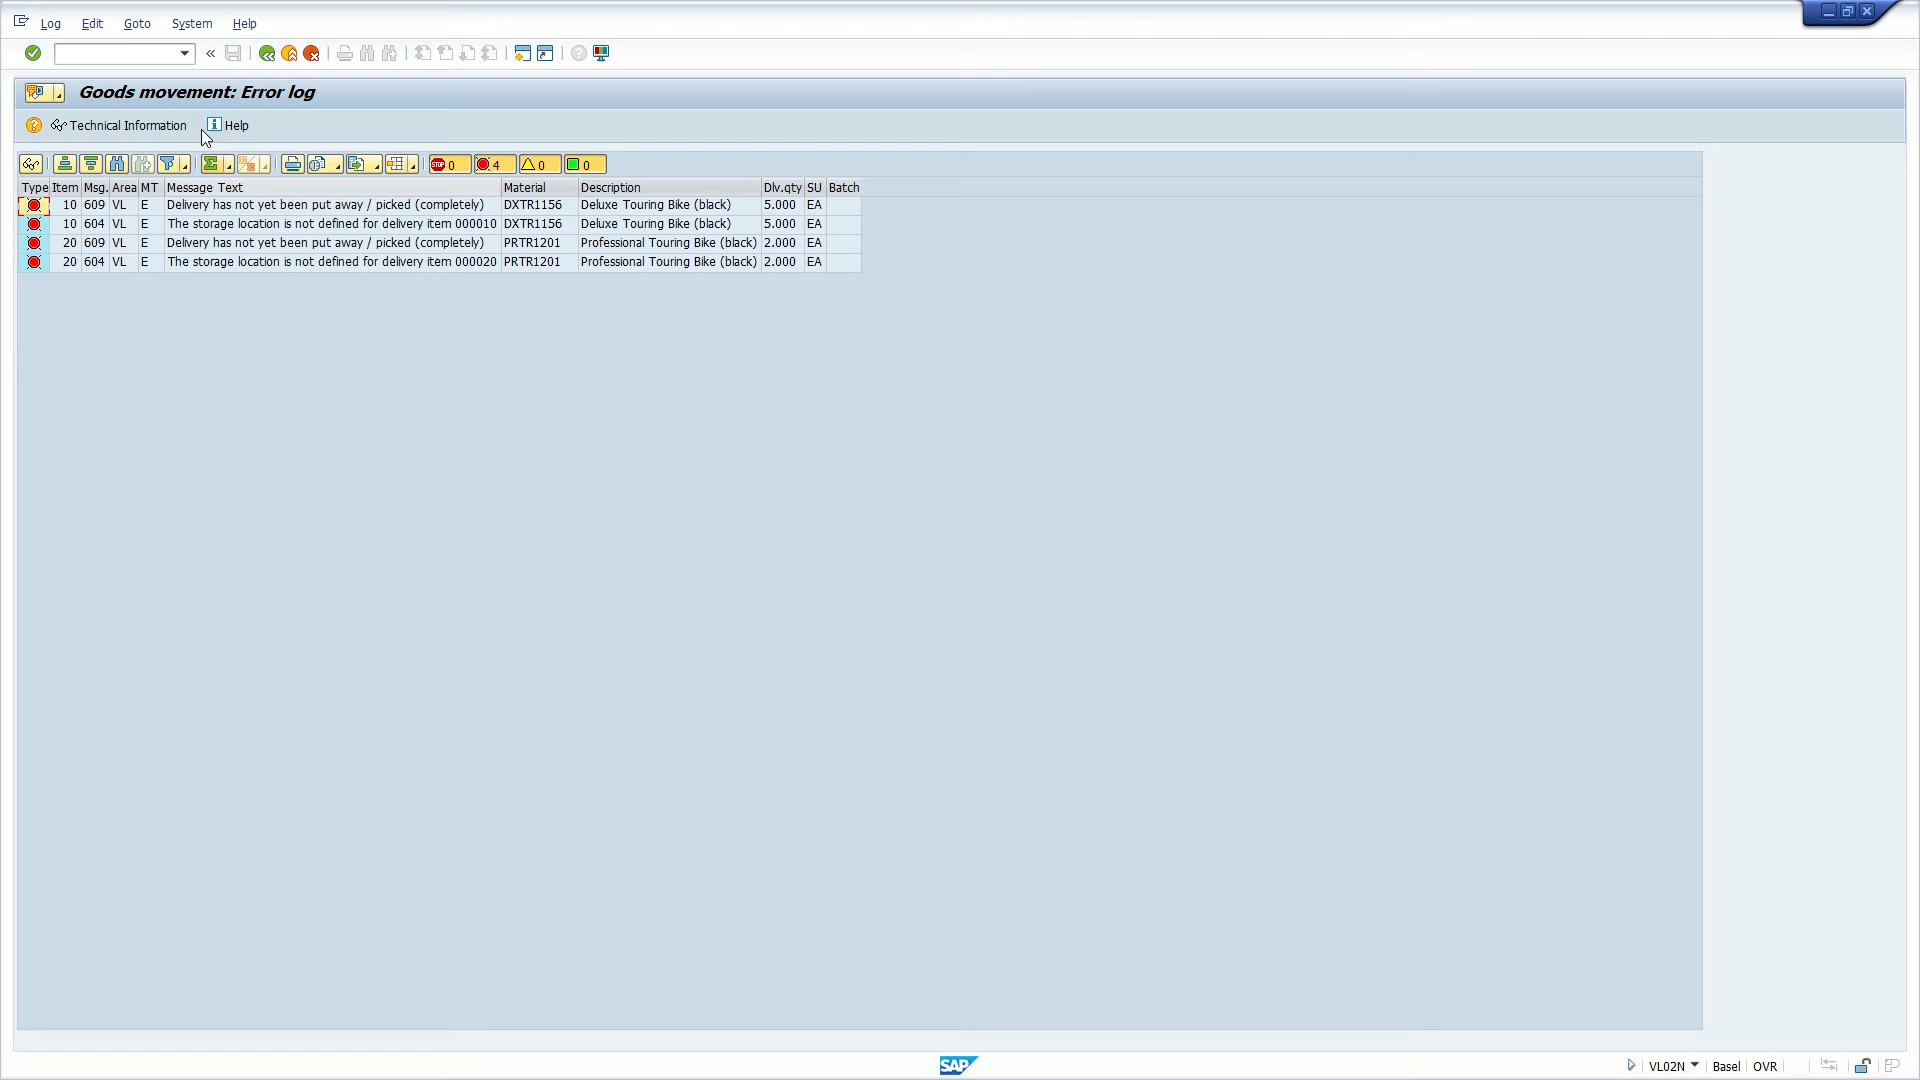 Log Edit Goto System Help
Goods movement: Error log
Technical Information Help
STOP 0 4 0 0
Type Item Msg. Area MT Message Text Material Description Dlv.qty SU Batch
10 609 VL E Delivery has not yet been put away / picked (completely) DXTR1156 Deluxe Touring Bike (black) 5.000 EA
10 604 VL E The storage location is not defined for delivery item 000010 DXTR1156 Deluxe Touring Bike (black) 5.000 EA
20 609 VL E Delivery has not yet been put away / picked (completely) PRTR1201 Professional Touring Bike (black) 2.000 EA
20 604 VL E The storage location is not defined for delivery item 000020 PRTR1201 Professional Touring Bike (black) 2.000 EA
SAP VL02N Basel OVR